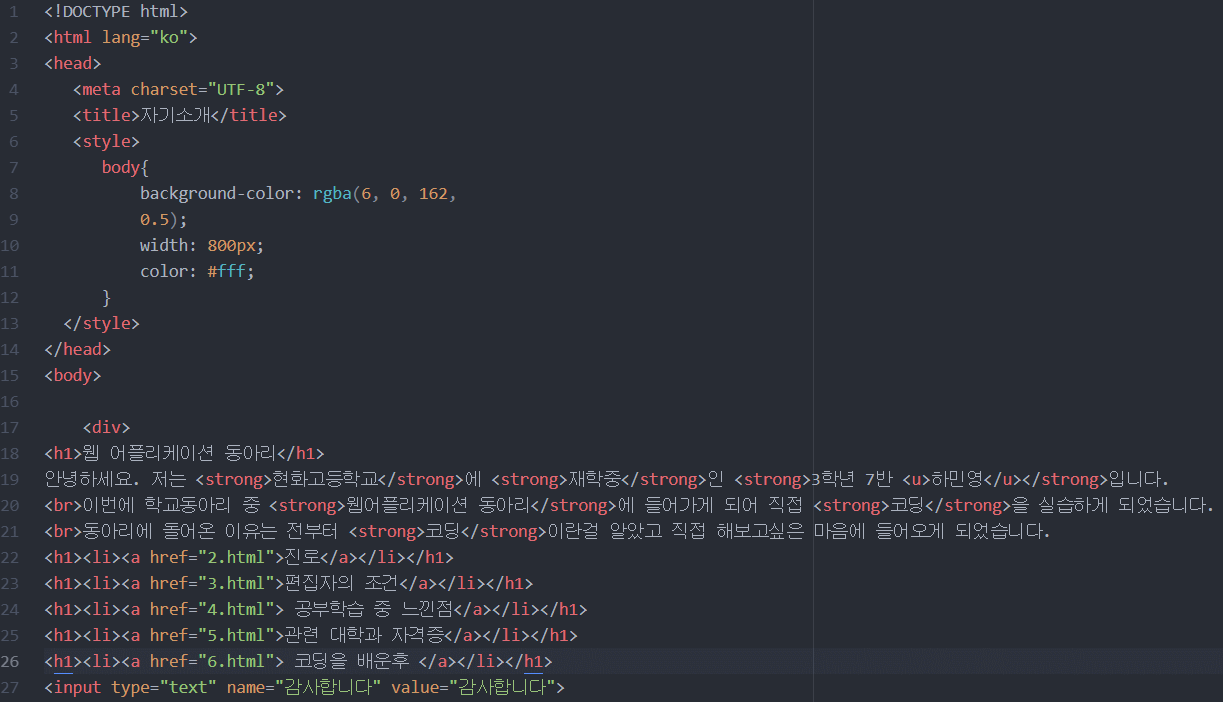 1 <!DOCTYPE html>
2 <html lang="ko">
3 <head>
4 <meta charset="UTF-8">
5 <title>자기소개</title>
6 <style>
7 body{
8 background-color: rgba(6, 0, 162,
9 0.5);
10 width: 800px;
11 color: #fff;
12 }
13 </style>
14 </head>
15 <body>
16
17 <div>
18 <h1>웹 어플리케이션 동아리</h1>
19 안녕하세요. 저는 <strong>현화고등학교</strong>에 <strong>재학중</strong>인 <strong>3학년 7반 <u>하민영</u></strong>입니다.
20 <br>이번에 학교동아리 중 <strong>웹어플리케이션 동아리</strong>에 들어가게 되어 직접 <strong>코딩</strong>을 실습하게 되었습니다.
21 <br>동아리에 돌어온 이유는 전부터 <strong>코딩</strong>이란걸 알았고 직접 해보고싶은 마음에 들어오게 되었습니다.
22 <h1><li><a href="2.html">진로</a></li></h1>
23 <h1><li><a href="3.html">편집자의 조건</a></li></h1>
24 <h1><li><a href="4.html"> 공부학습 중 느낀점</a></li></h1>
25 <h1><li><a href="5.html">관련 대학과 자격증</a></li></h1>
26 <h1><li><a href="6.html"> 코딩을 배운후 </a></li></h1>
27 <input type="text" name="감사합니다" value="감사합니다">